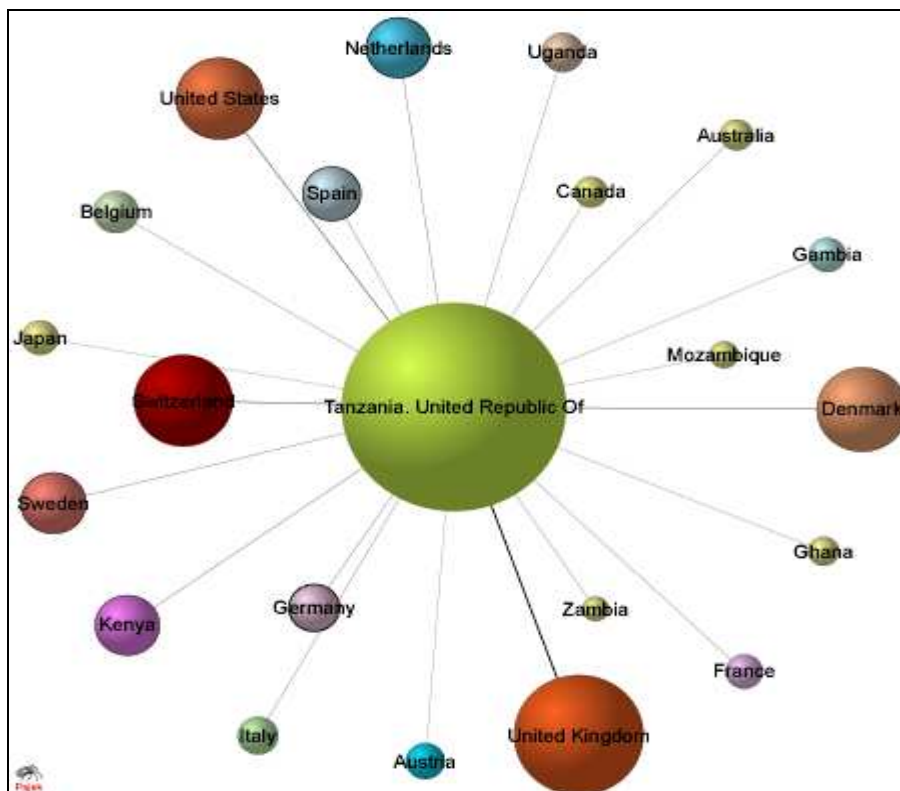 Netherlands
Uganda
United States
Australia
Spain
Canada
Belgium
Gambia
Japan
Mozambique
Switzerland
Tanzania. United Republic Of
Denmark
Sweden
Ghana
Germany
Zambia
Kenya
France
Italy
United Kingdom
Austria
Pajek